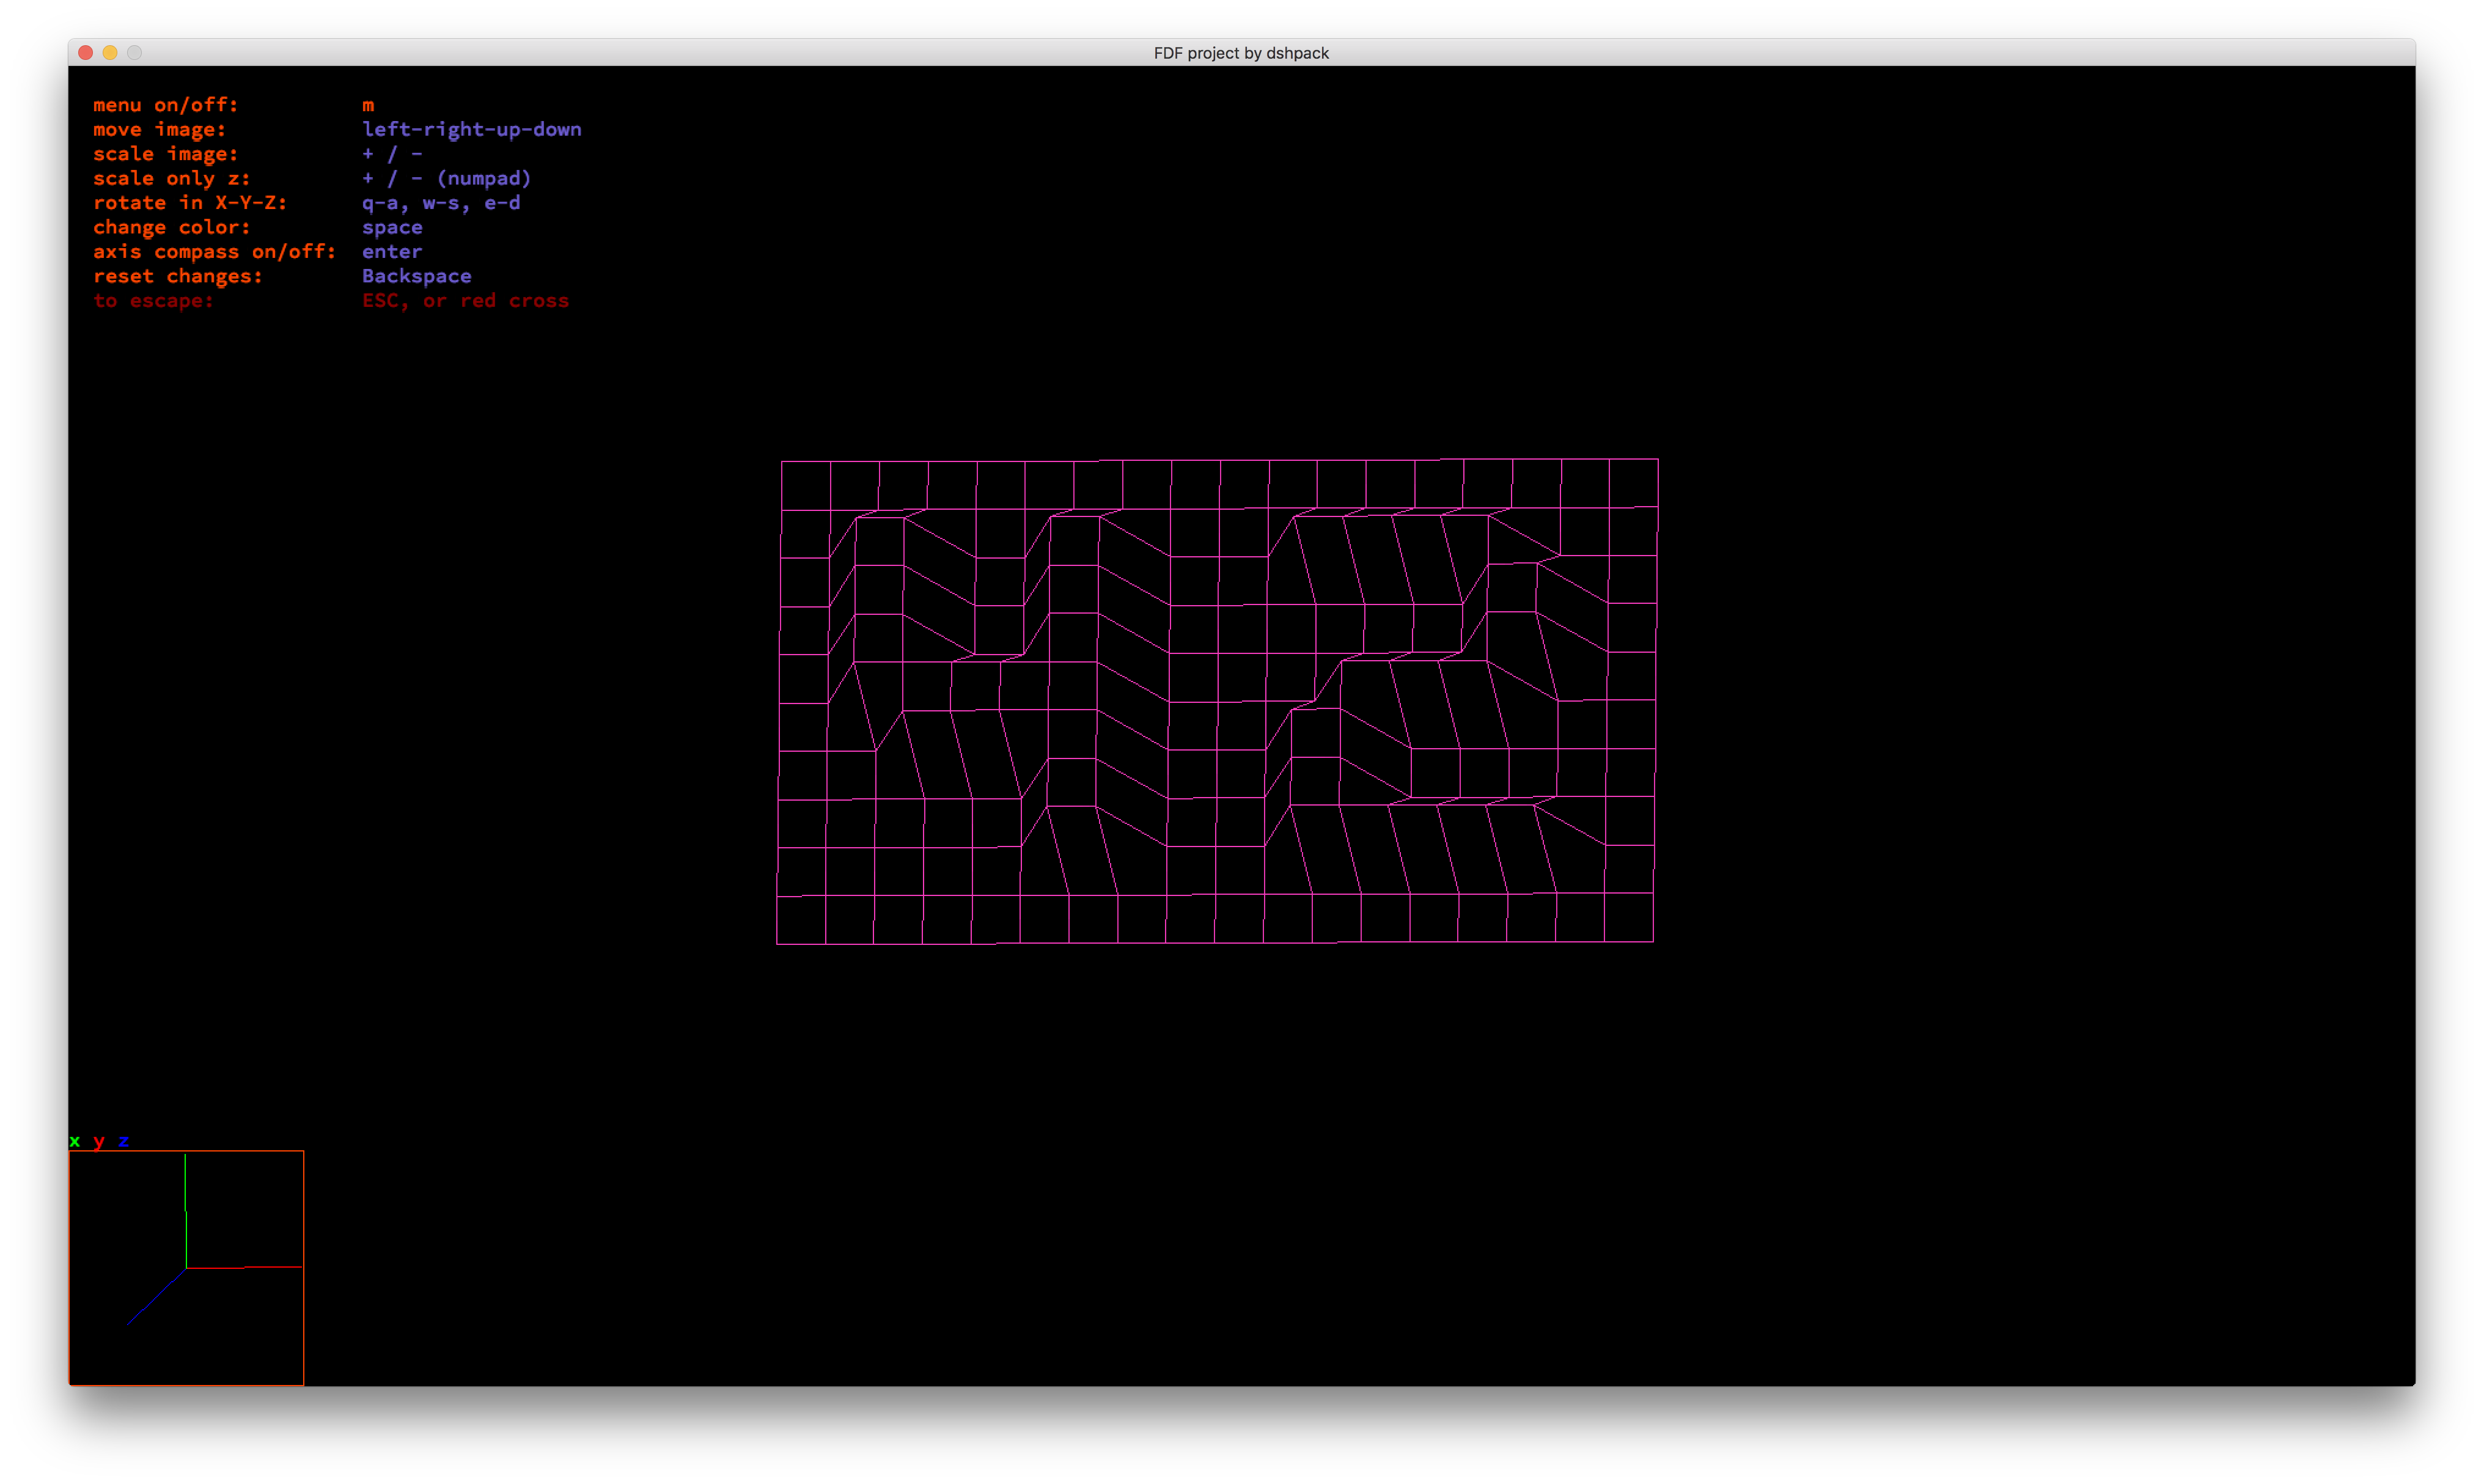 FDF project by dshpack
menu on/off: m
move image: left-right-up-down
scale image: + / -
scale only z: + / - (numpad)
rotate in X-Y-Z: q-a, w-s, e-d
change color: space
axis compass on/off: enter
reset changes: Backspace
to escape: ESC, or red cross
42
x y z